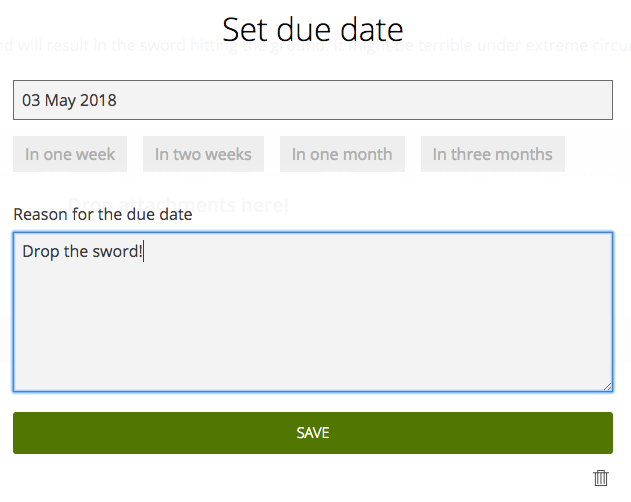 Set due date
nd will result in the sword hitting the ground. It might be terrible under extreme circu
03 May 2018
In one week In two weeks In one month In three months
Drop attachments here!
Reason for the due date
Drop the sword!
SAVE